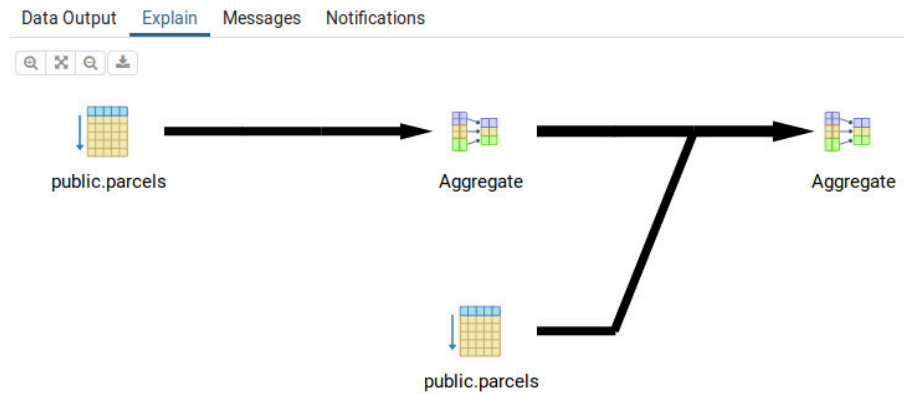 Data Output Explain Messages Notifications
public.parcels Aggregate Aggregate
public.parcels